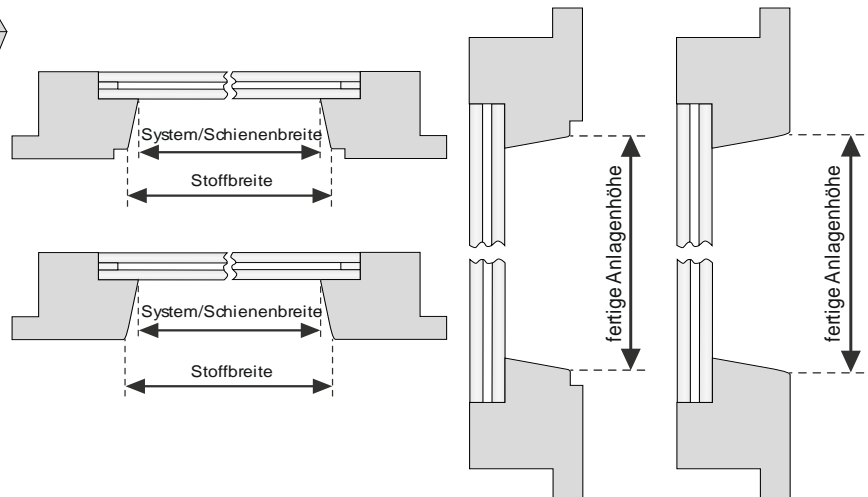 System/Schienenbreite
Stoffbreite
System/Schienenbreite
Stoffbreite
fertige Anlagenhöhe
fertige Anlagenhöhe